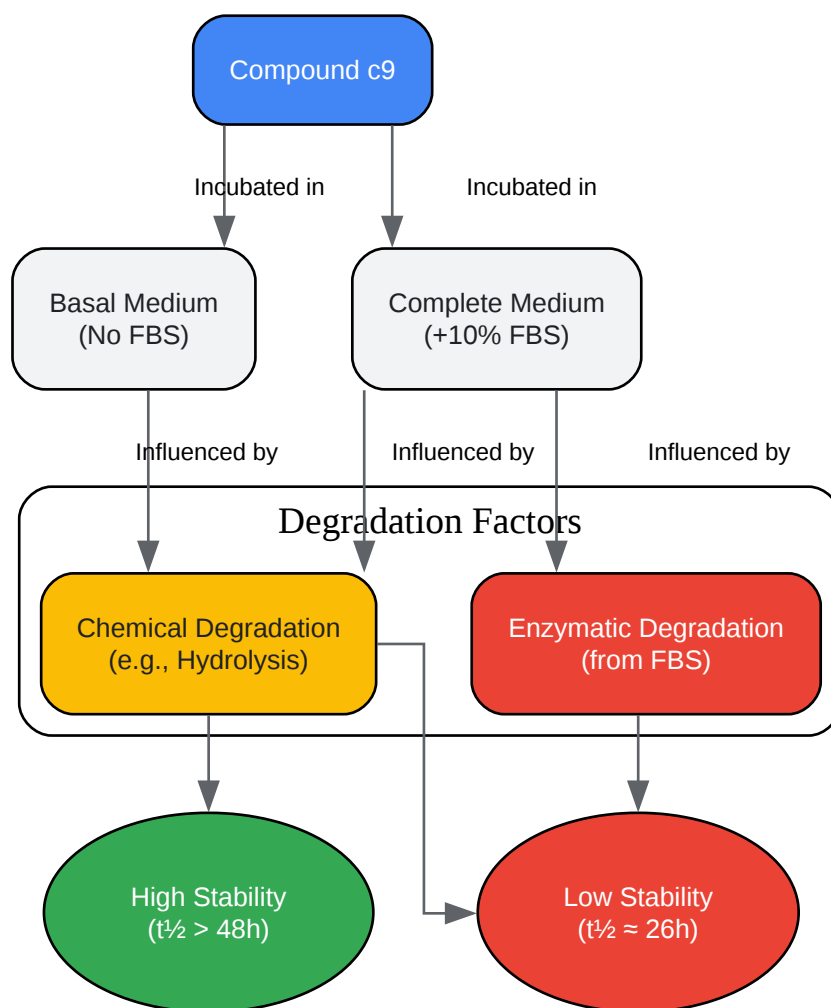 Compound c9
Incubated in
Incubated in
Basal Medium
(No FBS)
Complete Medium
(+10% FBS)
Influenced by
Influenced by
Influenced by
Degradation Factors
Chemical Degradation
(e.g., Hydrolysis)
Enzymatic Degradation
(from FBS)
High Stability
(t½ > 48h)
Low Stability
(t½ ≈ 26h)